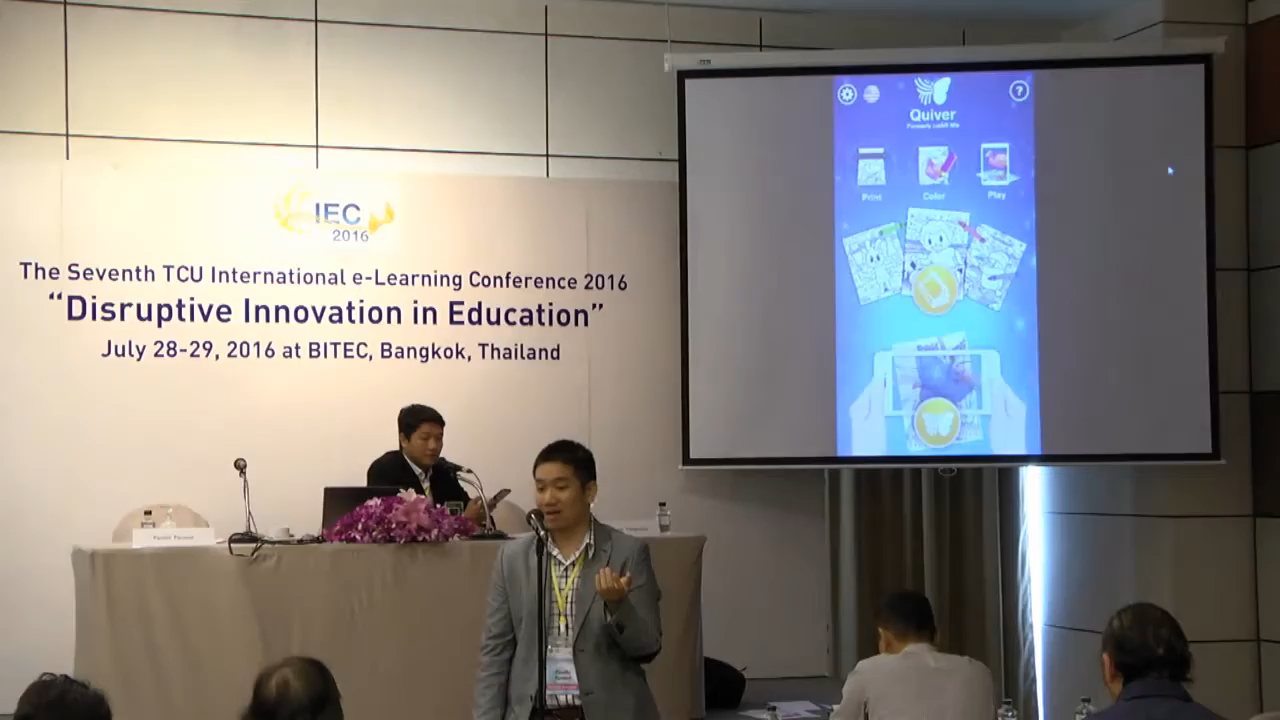 IEC
2016
The Seventh TCU International e-Learning Conference 2016
“Disruptive Innovation in Education”
July 28-29, 2016 at BITEC, Bangkok, Thailand
?
Quiver
Print
Color
Play